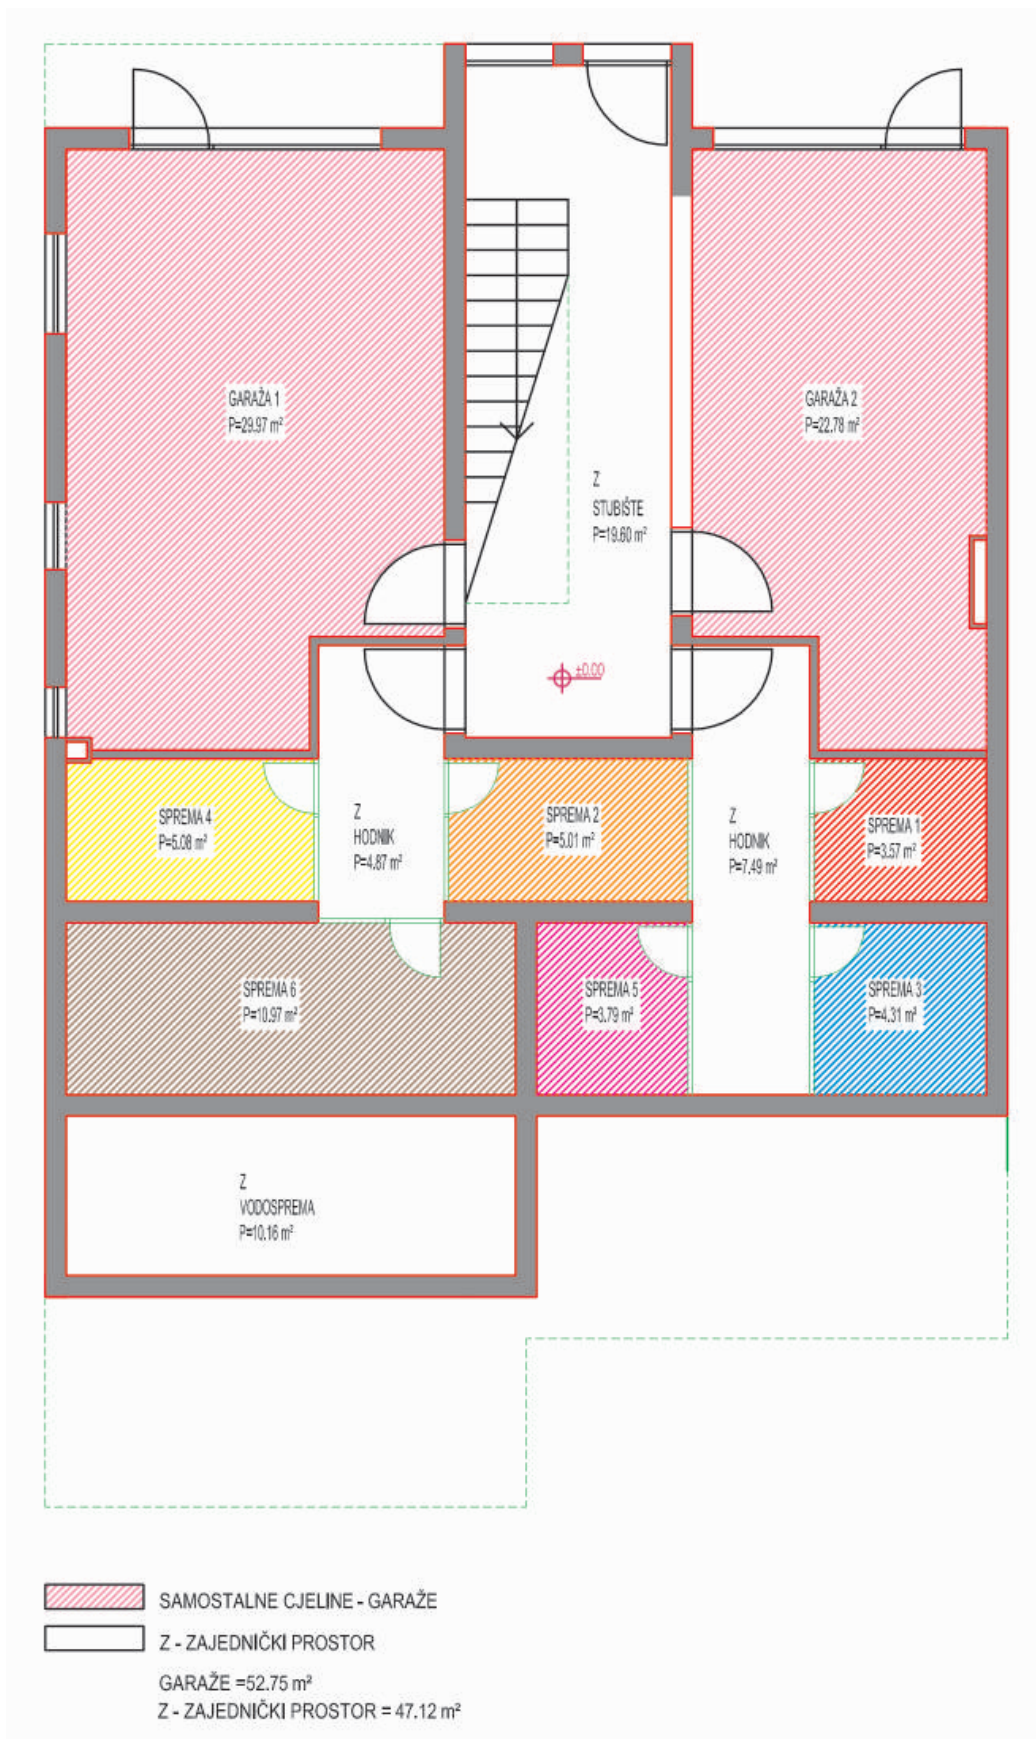 GARAŽA 1
P=29.97 m²
GARAŽA 2
P=22.78 m²
Z
STUBIŠTE
P=19.60 m²
±0.00
SPREMA 4
P=5.08 m²
Z
HODNIK
P=4.87 m²
SPREMA 2
P=5.01 m²
Z
HODNIK
P=7.49 m²
SPREMA 1
P=3.57 m²
SPREMA 6
P=10.97 m²
SPREMA 5
P=3.79 m²
SPREMA 3
P=4.31 m²
Z
VODOSPREMA
P=10.16 m²
SAMOSTALNE CJELINE - GARAŽE
Z - ZAJEDNIČKI PROSTOR
GARAŽE =52.75 m²
Z - ZAJEDNIČKI PROSTOR = 47.12 m²